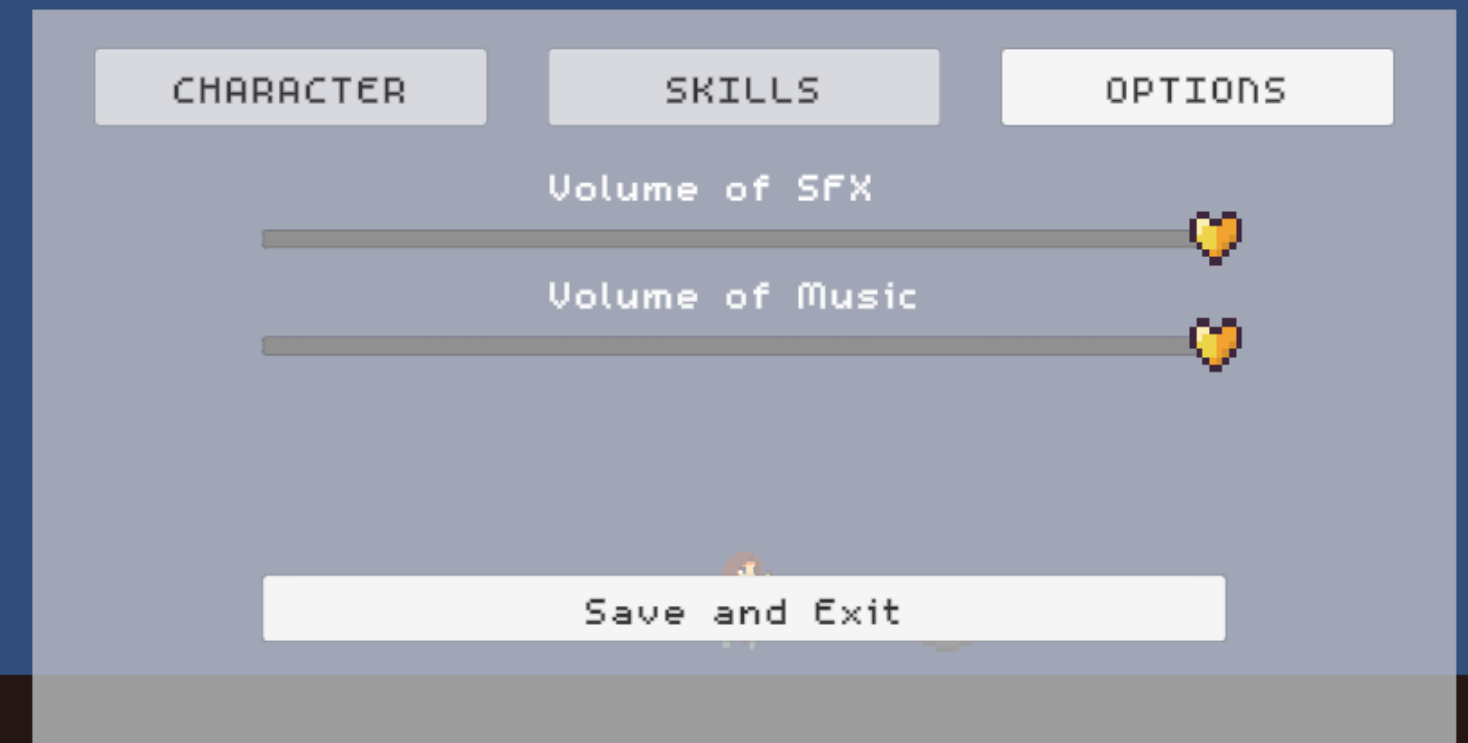 CHARACTER
SKILLS
OPTIONS
Volume of SFX
Volume of Music
Save and Exit